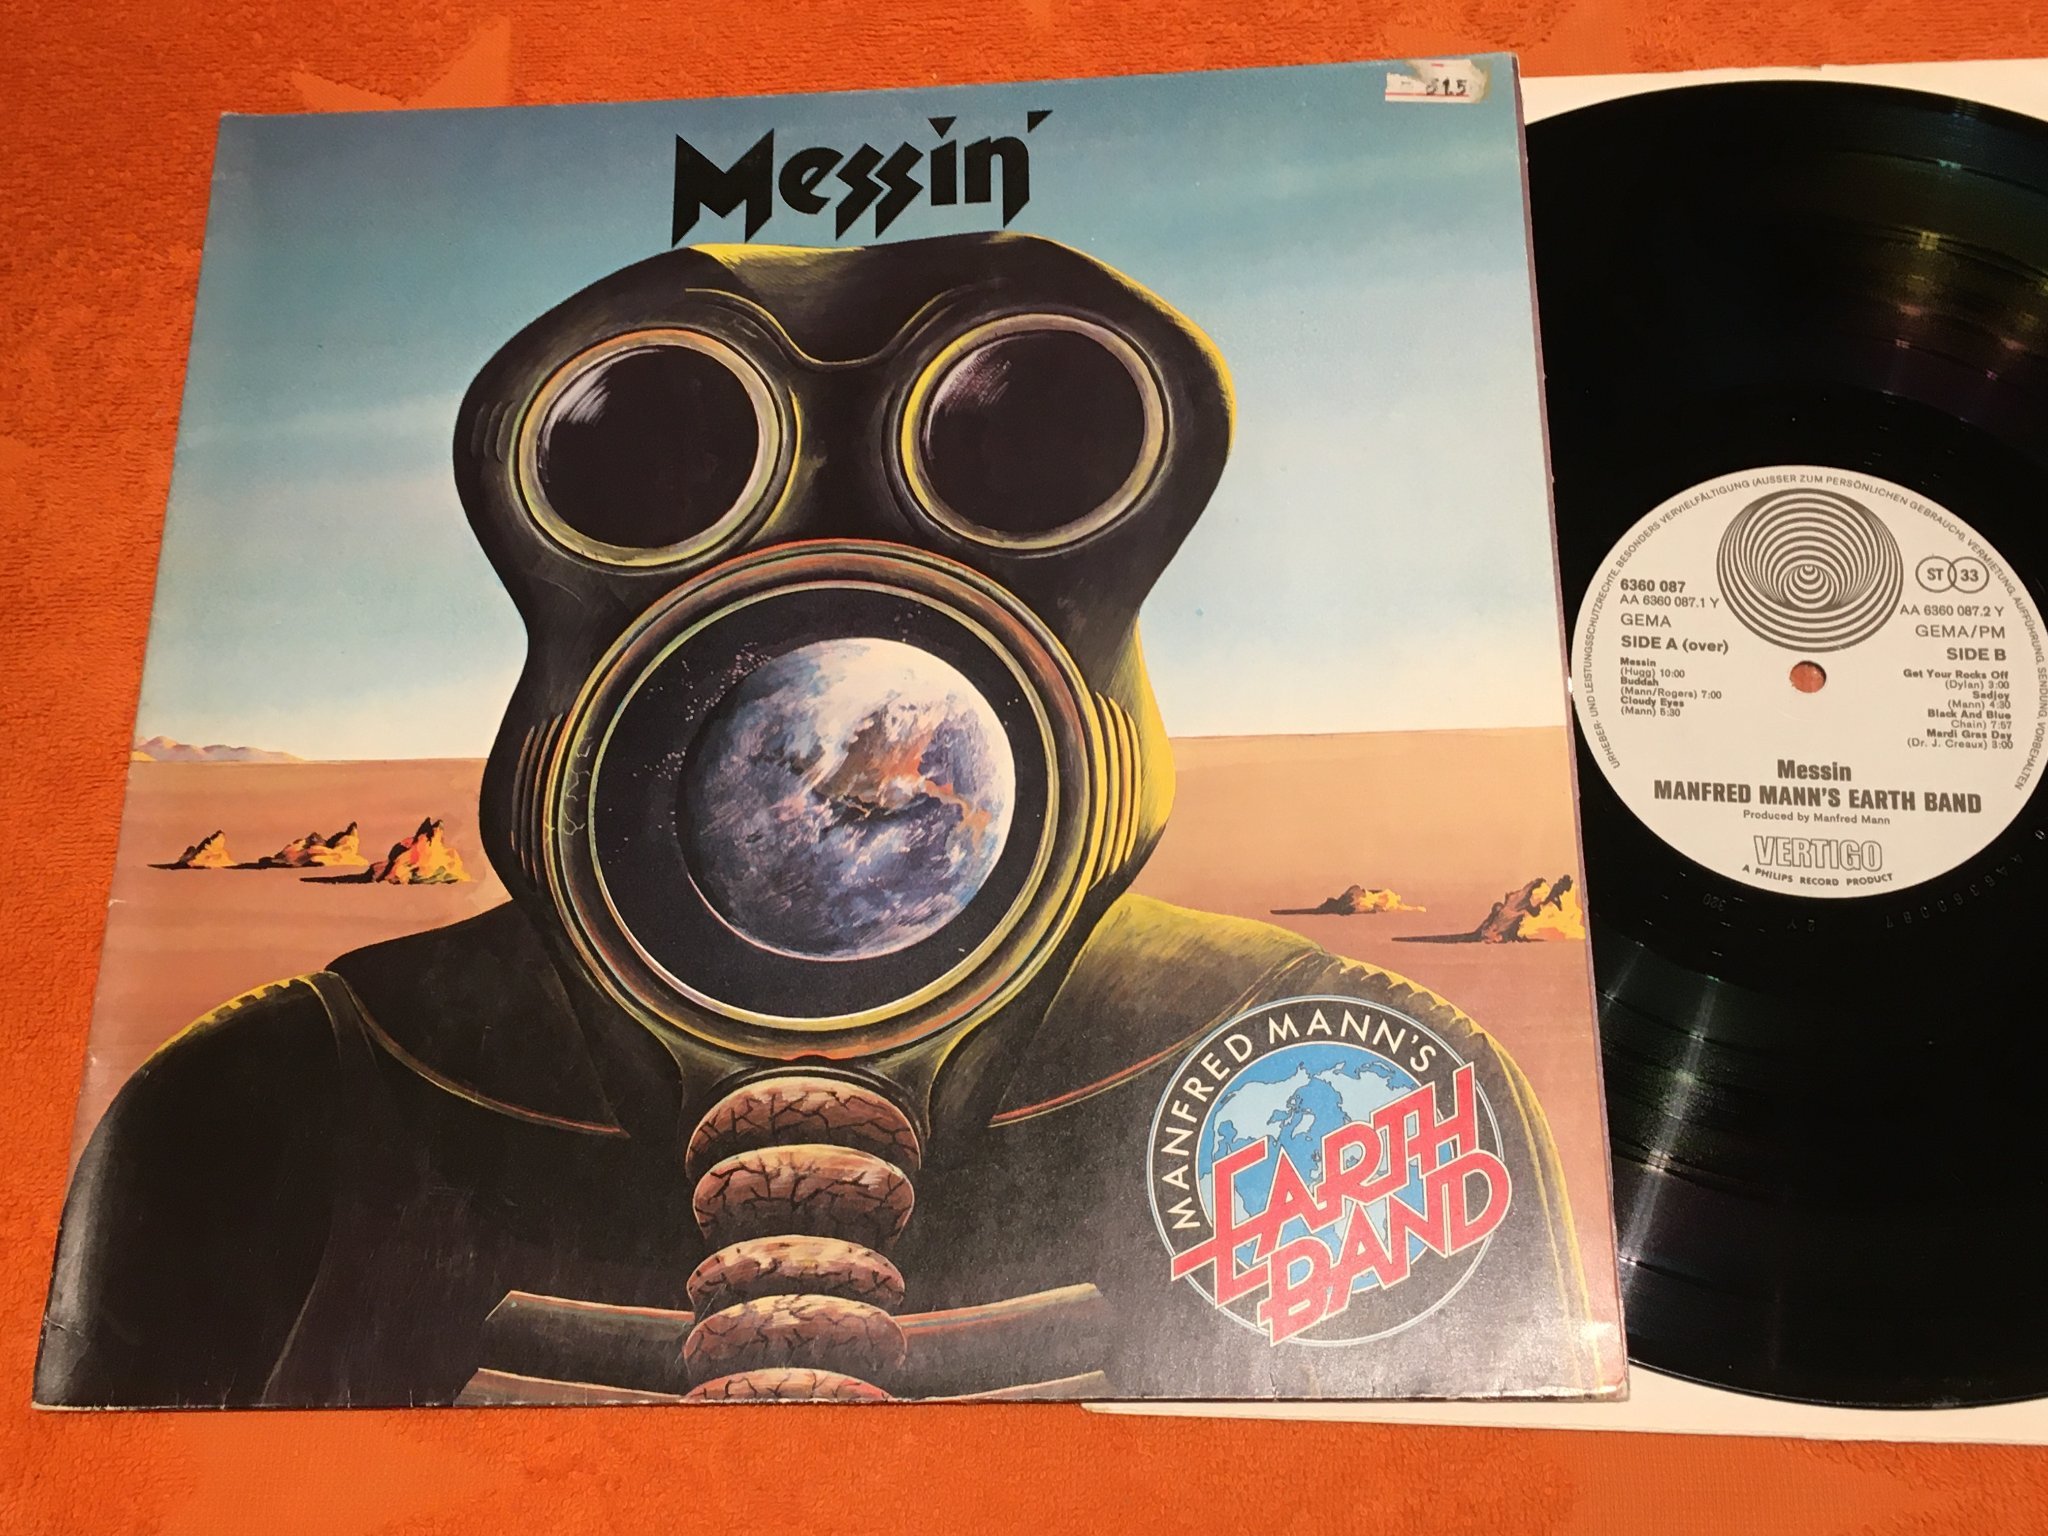 Messin'
51.5
MANFRED MANN'S
EARTH
BAND
URHEBER- UND LEISTUNGSSCHUTZRECHTE, BESONDERS VERVIELFÄLTIGUNG (AUSSER ZUM PERSÖNLICHEN GEBRAUCH), VERMIETUNG, AUFFÜHRUNG, SENDUNG, VORBEHALTEN
ST 33
6360 087
AA 6360 087.1 Y
GEMA
SIDE A (over)
Messin
(Hugg) 10:00
Buddah
(Mann/Rogers) 7:00
Cloudy Eyes
(Mann) 5:30
AA 6360 087.2 Y
GEMA/PM
SIDE B
Get Your Rocks Off
(Dylan) 3:00
Sadjoy
(Mann) 4:30
Black And Blue
Chain) 7:57
Mardi Gras Day
(Dr. J. Creaux) 3:00
Messin
MANFRED MANN'S EARTH BAND
Produced by Manfred Mann
VERTIGO
A PHILIPS RECORD PRODUCT
320
2Y